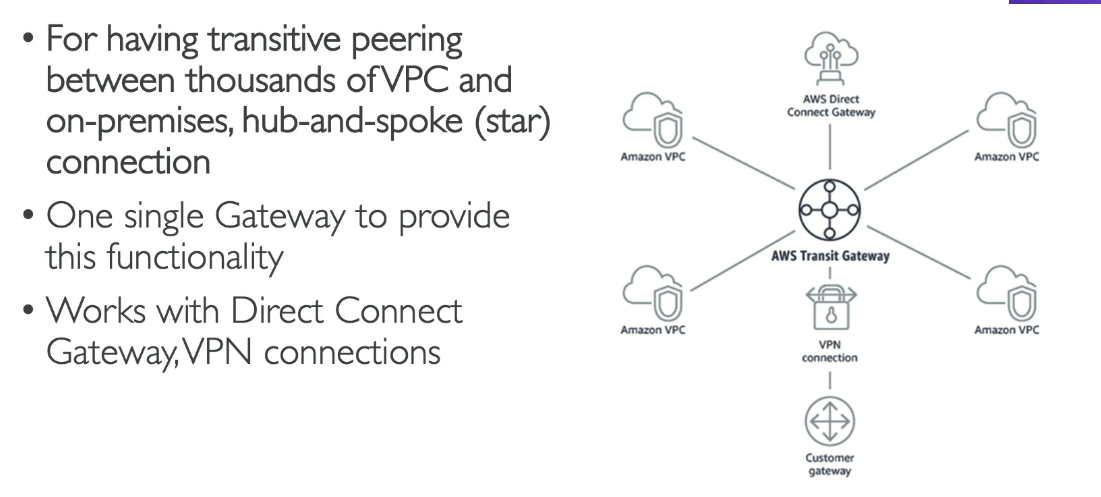 • For having transitive peering
between thousands of VPC and
on-premises, hub-and-spoke (star)
connection
• One single Gateway to provide
this functionality
• Works with Direct Connect
Gateway, VPN connections
AWS Direct
Connect Gateway
Amazon VPC
Amazon VPC
AWS Transit Gateway
Amazon VPC
Amazon VPC
VPN
connection
Customer
gateway